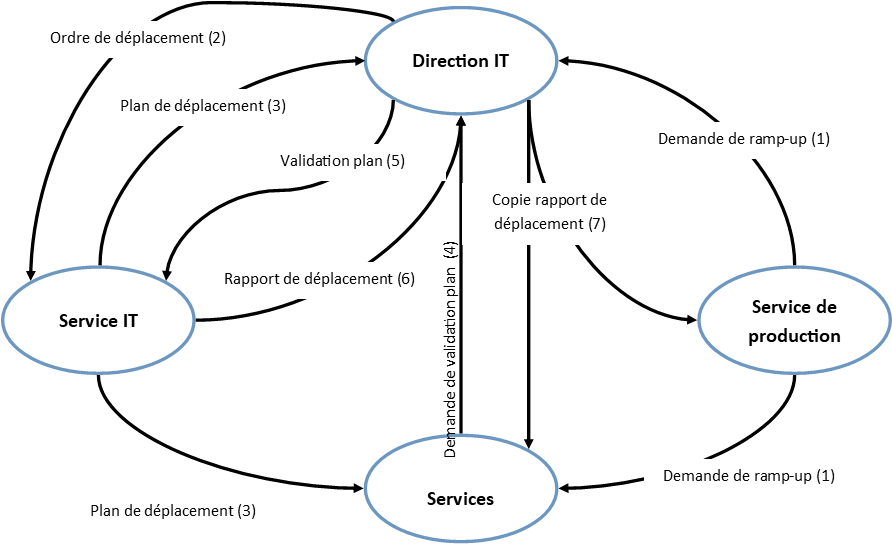 Ordre de déplacement (2)
Direction IT
Plan de déplacement (3)
Demande de ramp-up (1)
Validation plan (5)
Copie rapport de
déplacement (7)
Rapport de déplacement (6)
Demande de validation plan (4)
Service IT
Service de
production
Demande de ramp-up (1)
Services
Plan de déplacement (3)